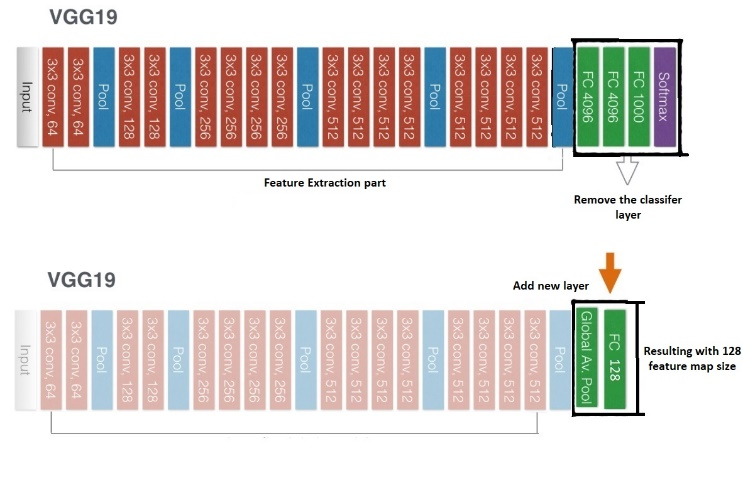 VGG19
Input
3x3 conv, 64
3x3 conv, 64
Pool
3x3 conv, 128
3x3 conv, 128
Pool
3x3 conv, 256
3x3 conv, 256
3x3 conv, 256
3x3 conv, 256
Pool
3x3 conv, 512
3x3 conv, 512
3x3 conv, 512
3x3 conv, 512
Pool
3x3 conv, 512
3x3 conv, 512
3x3 conv, 512
3x3 conv, 512
Pool
FC 4096
FC 4096
FC 1000
Softmax
Feature Extraction part
Remove the classifer
layer
VGG19
Add new layer
Input
3x3 conv, 64
3x3 conv, 64
Pool
3x3 conv, 128
3x3 conv, 128
Pool
3x3 conv, 256
3x3 conv, 256
3x3 conv, 256
3x3 conv, 256
Pool
3x3 conv, 512
3x3 conv, 512
3x3 conv, 512
3x3 conv, 512
Pool
3x3 conv, 512
3x3 conv, 512
3x3 conv, 512
3x3 conv, 512
Pool
Global Av. Pool
FC 128
Resulting with 128
feature map size